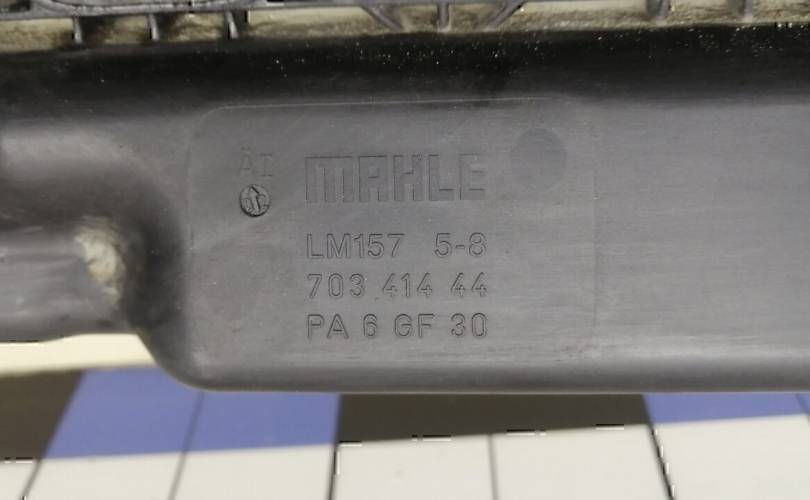 ÄI
MAHLE
LM157 5-8
703 414 44
PA 6 GF 30